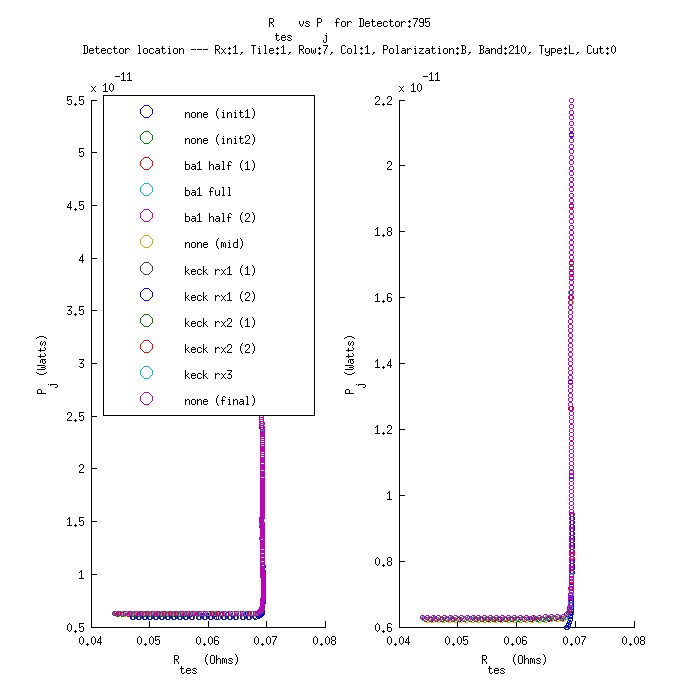 R    vs P  for Detector:795
tes    j
Detector location --- Rx:1, Tile:1, Row:7, Col:1, Polarization:B, Band:210, Type:L, Cut:0
x 10 -11
x 10 -11
5.5
5
4.5
4
3.5
3
2.5
2
1.5
1
0.5
none (init1)
none (init2)
ba1 half (1)
ba1 full
ba1 half (2)
none (mid)
keck rx1 (1)
keck rx1 (2)
keck rx2 (1)
keck rx2 (2)
keck rx3
none (final)
P j (Watts)
0.04 0.05 0.06 0.07 0.08
R tes (Ohms)
2.2
2
1.8
1.6
1.4
1.2
1
0.8
0.6
P j (Watts)
0.04 0.05 0.06 0.07 0.08
R tes (Ohms)